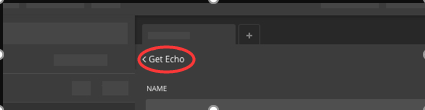 +
‹ Get Echo
NAME